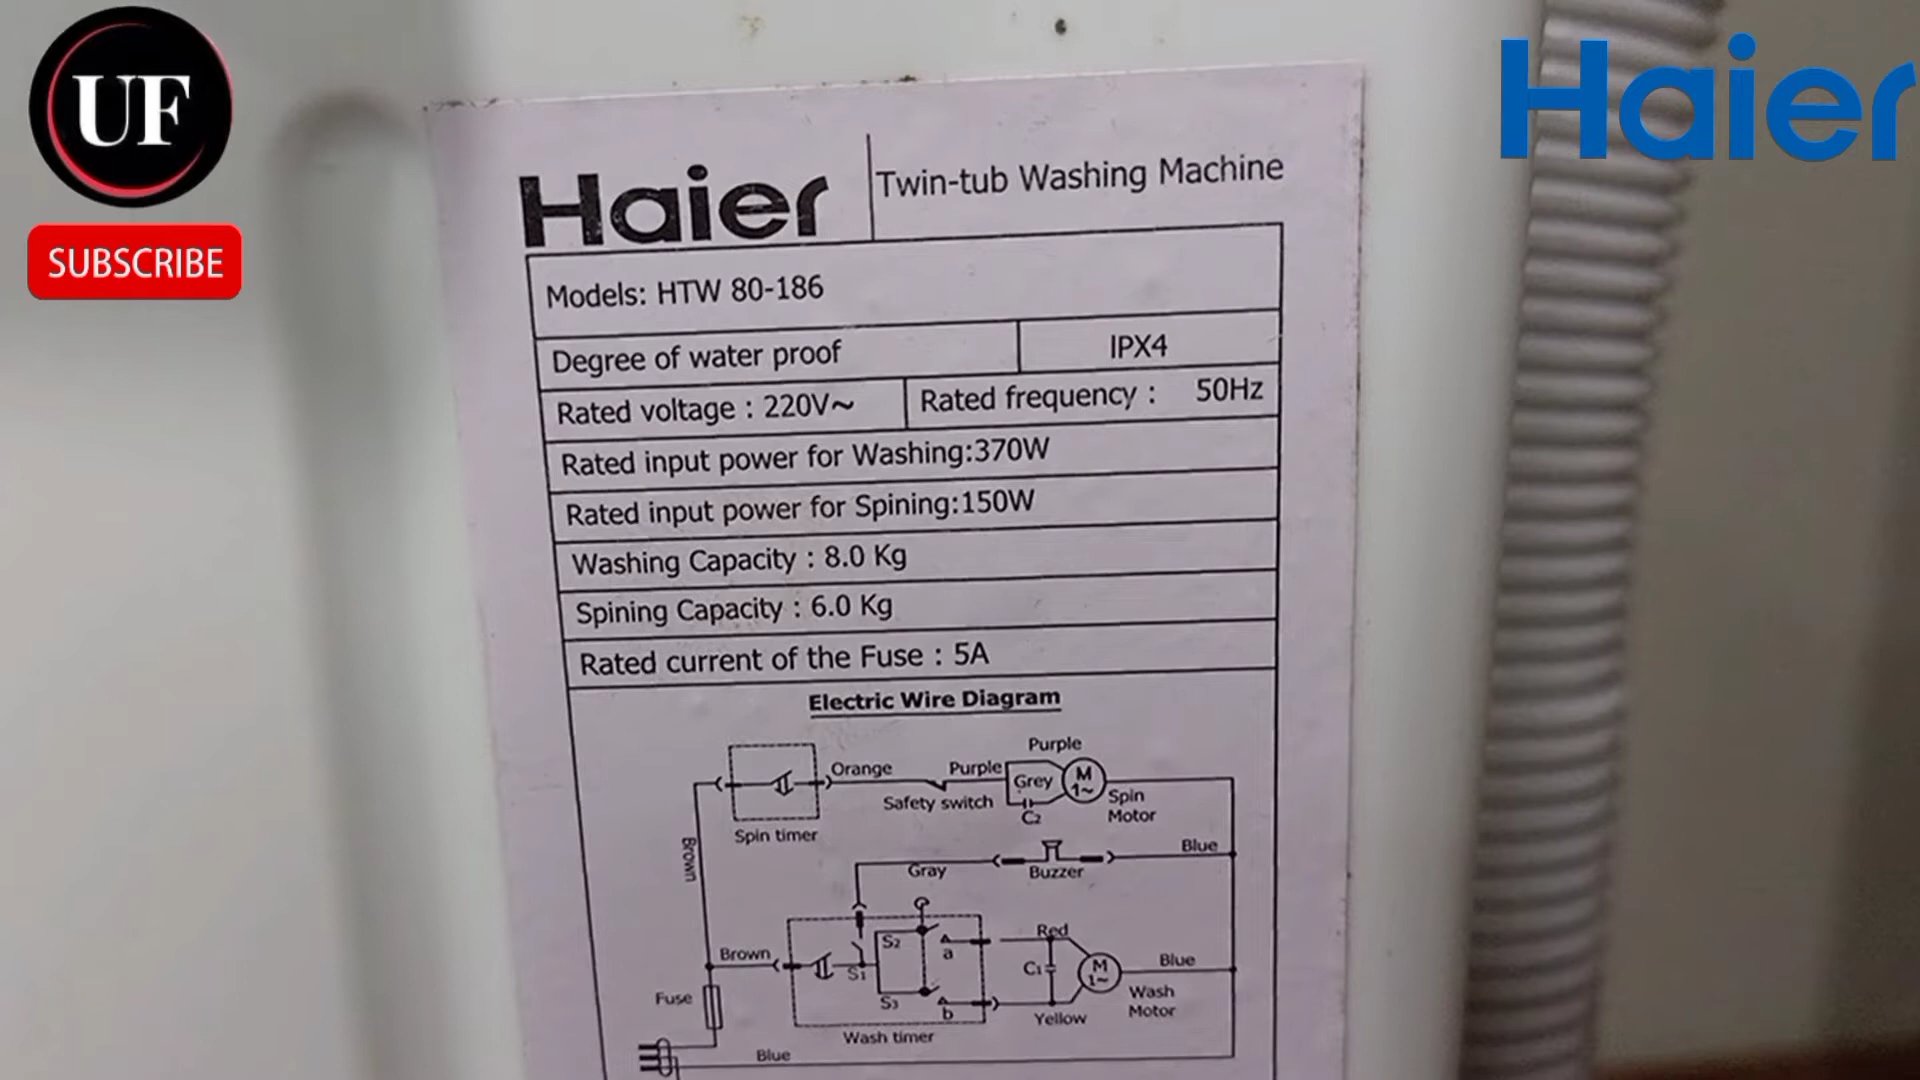 UF
SUBSCRIBE
Haier
Haier
Twin-tub Washing Machine
Models: HTW 80-186
Degree of water proof IPX4
Rated voltage : 220V~ Rated frequency : 50Hz
Rated input power for Washing:370W
Rated input power for Spining:150W
Washing Capacity : 8.0 Kg
Spining Capacity : 6.0 Kg
Rated current of the Fuse : 5A
Electric Wire Diagram
Purple
Orange Purple Grey M
1~
Safety switch C2 Spin
Motor
Spin timer
Brown
Gray Buzzer Blue
S2 a Red
Brown S1 C1 M
1~ Blue
Fuse S3 b Wash
Motor
Yellow
Wash timer
Blue